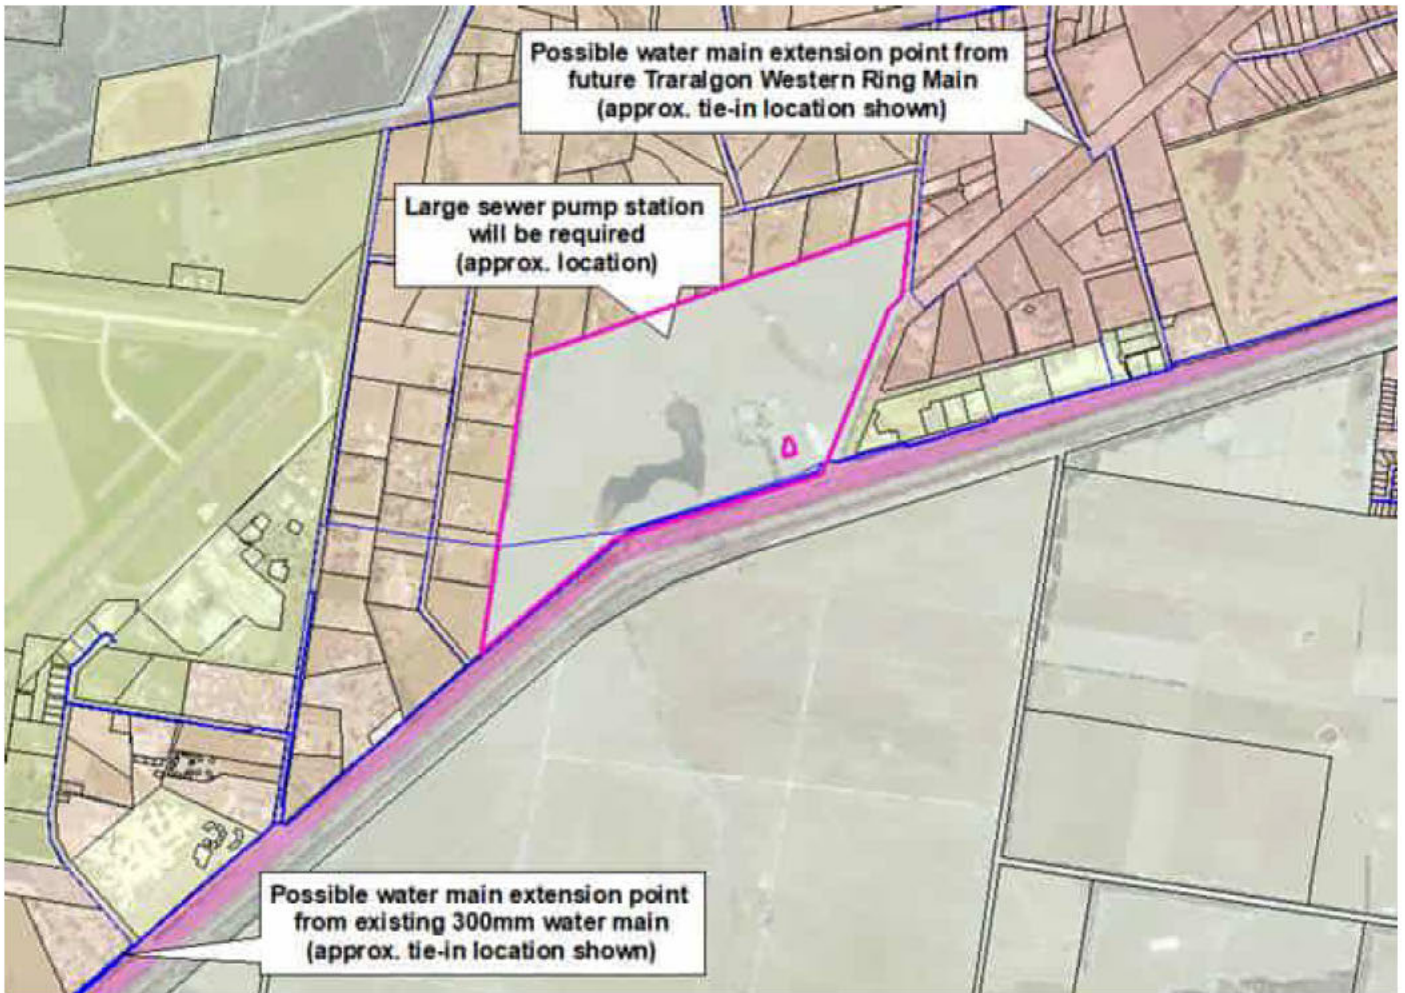 Possible water main extension point from
future Traralgon Western Ring Main
(approx. tie-in location shown)
Large sewer pump station
will be required
(approx. location)
Possible water main extension point
from existing 300mm water main
(approx. tie-in location shown)